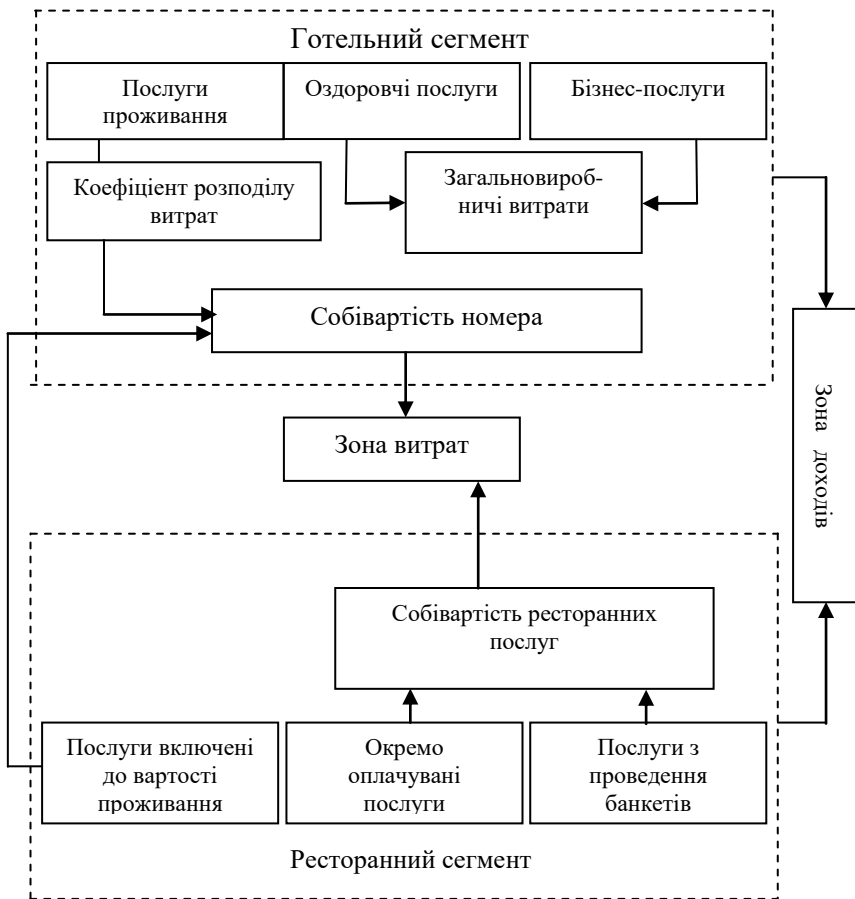 Готельний сегмент
Послуги
проживання
Оздоровчі послуги
Бізнес-послуги
Коефіцієнт розподілу
витрат
Загальновироб-
ничі витрати
Собівартість номера
Зона витрат
Зона доходів
Собівартість ресторанних
послуг
Послуги включені
до вартості
проживання
Окремо
оплачувані
послуги
Послуги з
проведення
банкетів
Ресторанний сегмент